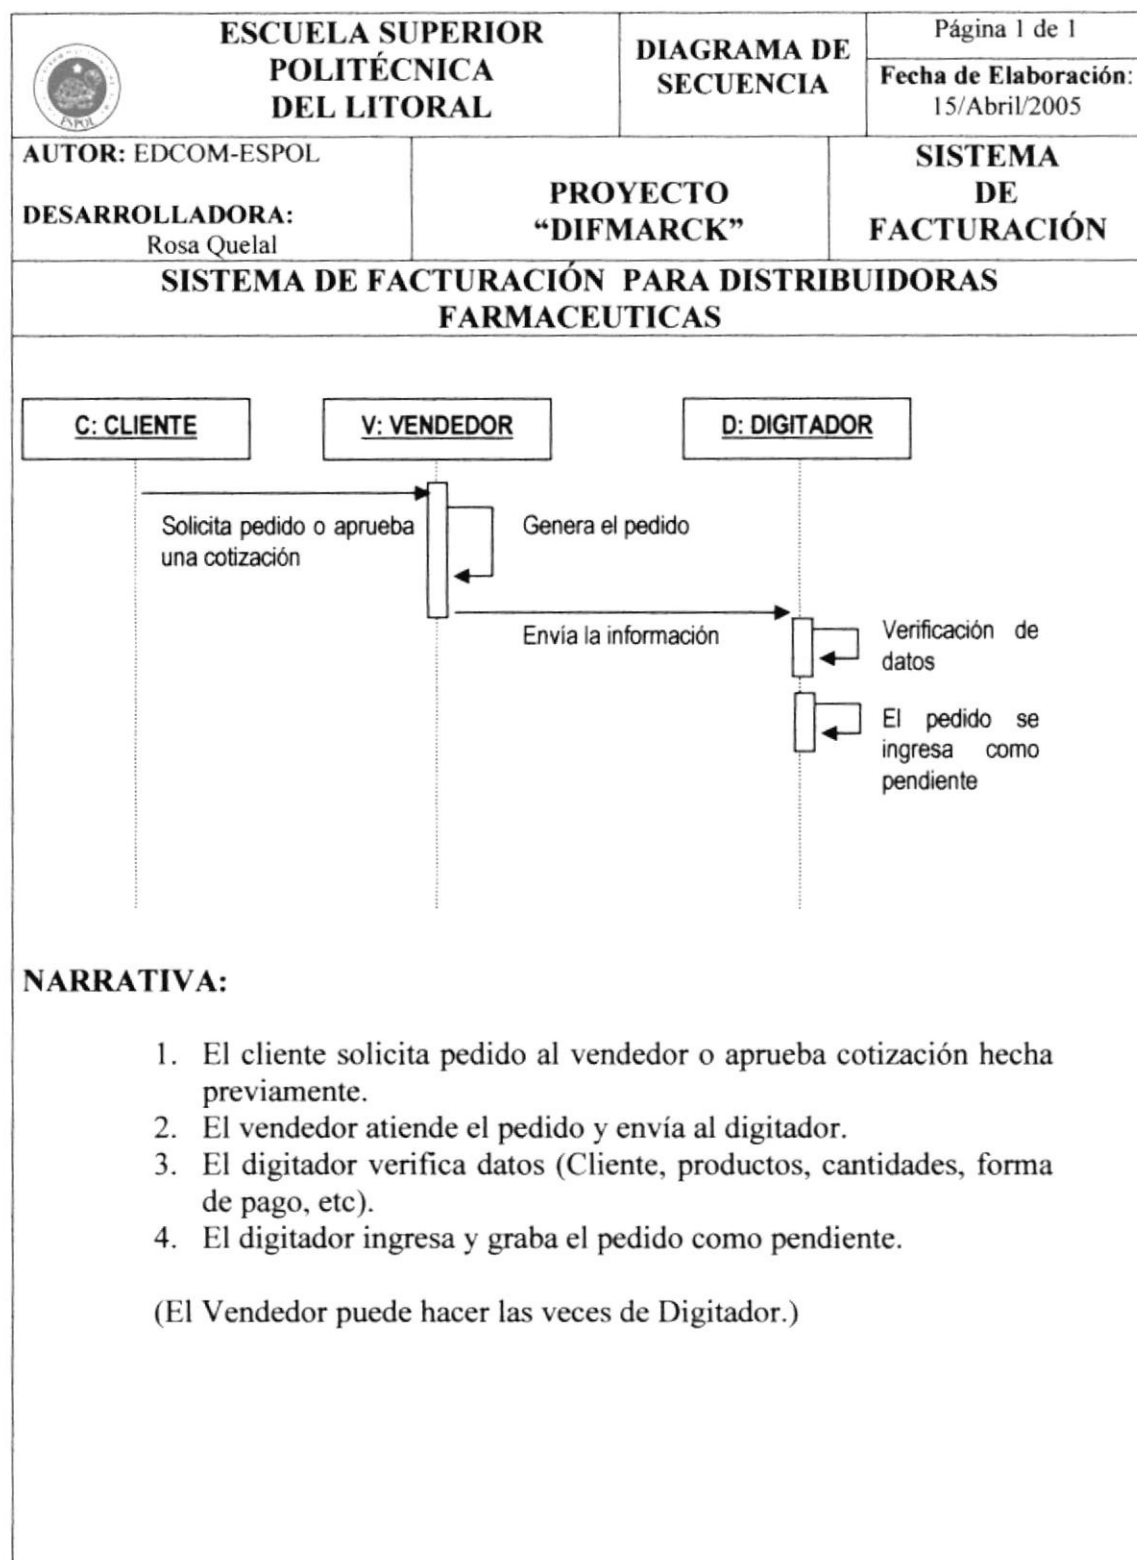 ESCUELA SUPERIOR
POLITÉCNICA
DEL LITORAL
ESPOL
DIAGRAMA DE
SECUENCIA
Página 1 de 1
Fecha de Elaboración:
15/Abril/2005
AUTOR: EDCOM-ESPOL
DESARROLLADORA:
Rosa Quelal
PROYECTO
“DIFMARCK”
SISTEMA
DE
FACTURACIÓN
SISTEMA DE FACTURACIÓN PARA DISTRIBUIDORAS
FARMACEUTICAS
C: CLIENTE
V: VENDEDOR
D: DIGITADOR
Solicita pedido o aprueba
una cotización
Genera el pedido
Envía la información
Verificación de
datos
El pedido se
ingresa como
pendiente
NARRATIVA:
1. El cliente solicita pedido al vendedor o aprueba cotización hecha
previamente.
2. El vendedor atiende el pedido y envía al digitador.
3. El digitador verifica datos (Cliente, productos, cantidades, forma
de pago, etc).
4. El digitador ingresa y graba el pedido como pendiente.
(El Vendedor puede hacer las veces de Digitador.)